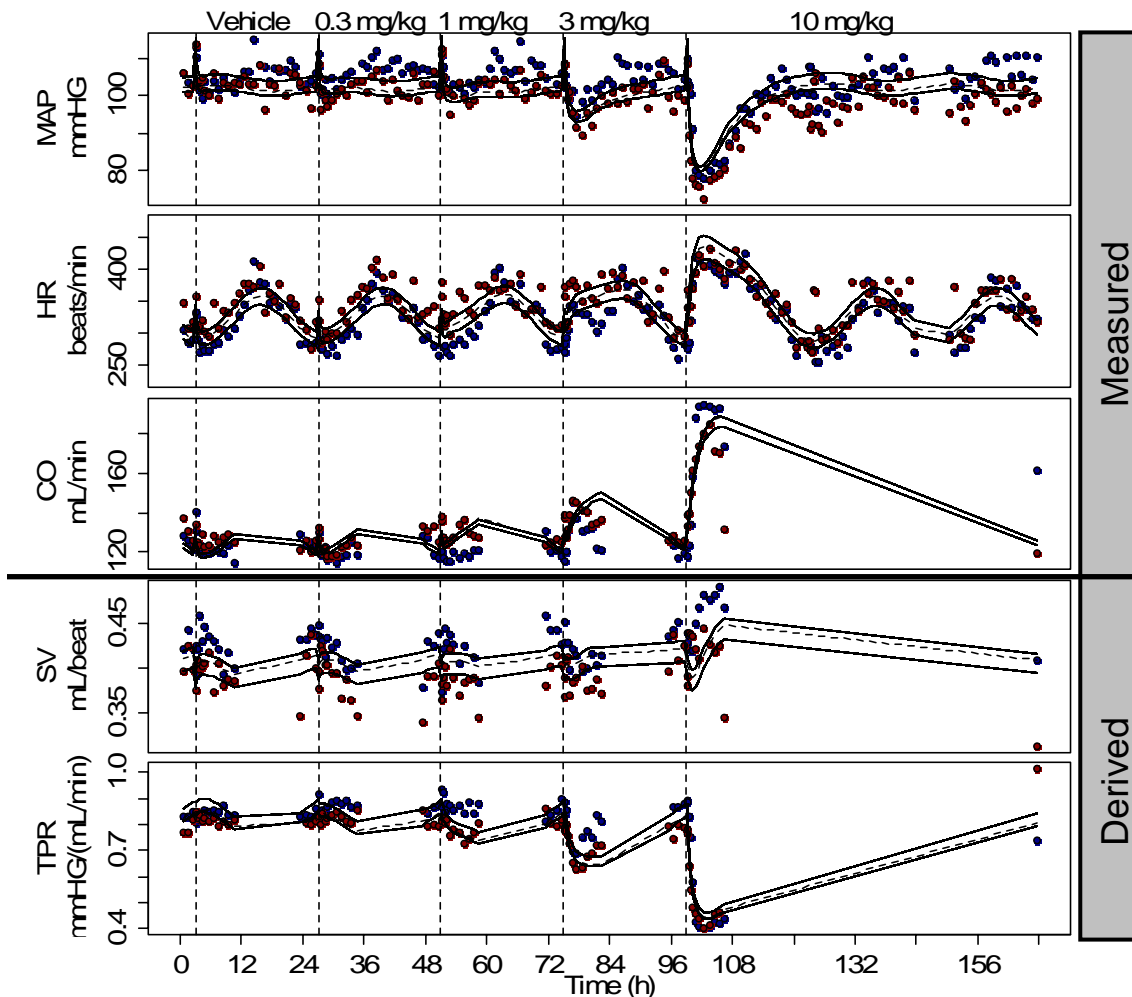 Vehicle 0.3 mg/kg 1 mg/kg 3 mg/kg 10 mg/kg
MAP
mmHG
80 100
HR
beats/min
250 400
CO
mL/min
120 160
Measured
SV
mL/beat
0.35 0.45
TPR
mmHG/(mL/min)
0.4 0.7 1.0
Derived
0 12 24 36 48 60 72 84 96 108 132 156
Time (h)